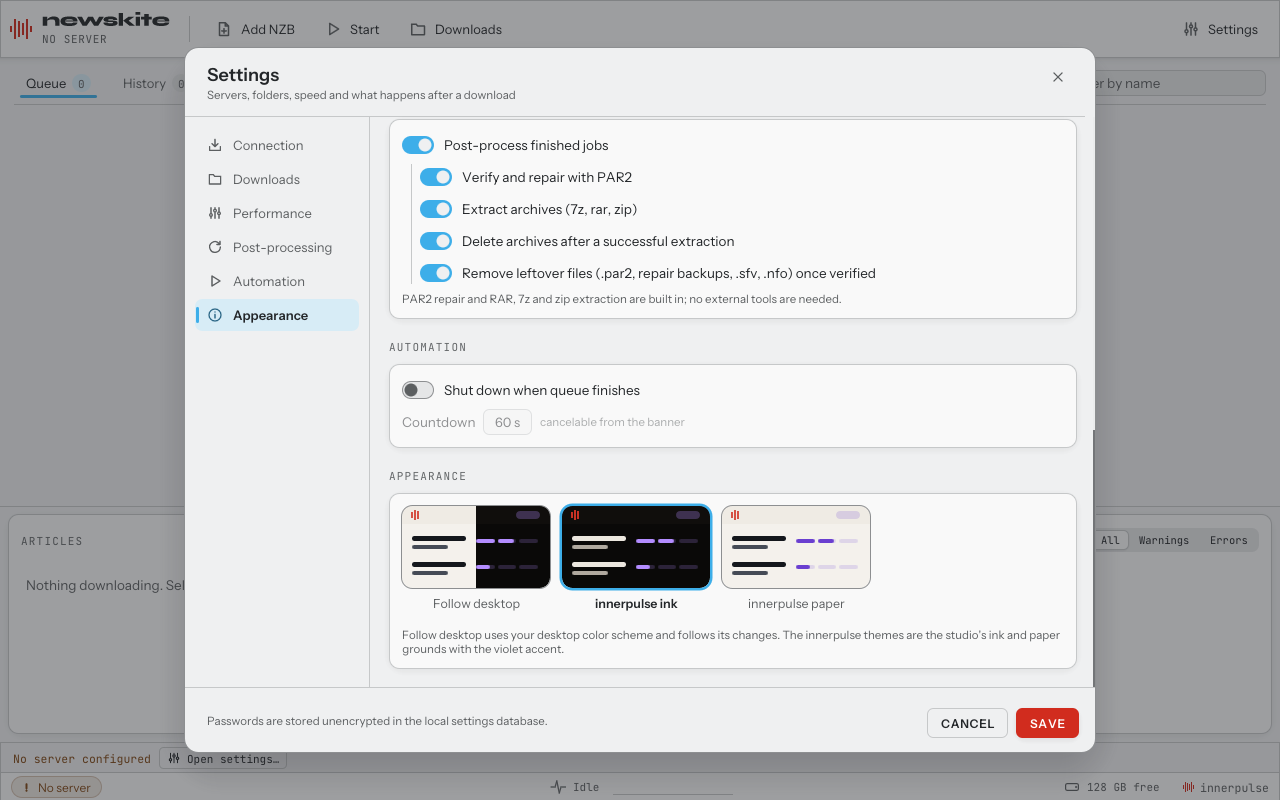 newskite
NO SERVER
Add NZB
Start
Downloads
Settings
Queue 0
History 0
er by name
Settings
Servers, folders, speed and what happens after a download
Connection
Downloads
Performance
Post-processing
Automation
Appearance
Post-process finished jobs
Verify and repair with PAR2
Extract archives (7z, rar, zip)
Delete archives after a successful extraction
Remove leftover files (.par2, repair backups, .sfv, .nfo) once verified
PAR2 repair and RAR, 7z and zip extraction are built in; no external tools are needed.
AUTOMATION
Shut down when queue finishes
Countdown 60 s cancelable from the banner
APPEARANCE
Follow desktop
innerpulse ink
innerpulse paper
Follow desktop uses your desktop color scheme and follows its changes. The innerpulse themes are the studio's ink and paper
grounds with the violet accent.
Passwords are stored unencrypted in the local settings database.
CANCEL
SAVE
ARTICLES
Nothing downloading. Sel
All
Warnings
Errors
No server configured
Open settings…
! No server
Idle
128 GB free
innerpulse